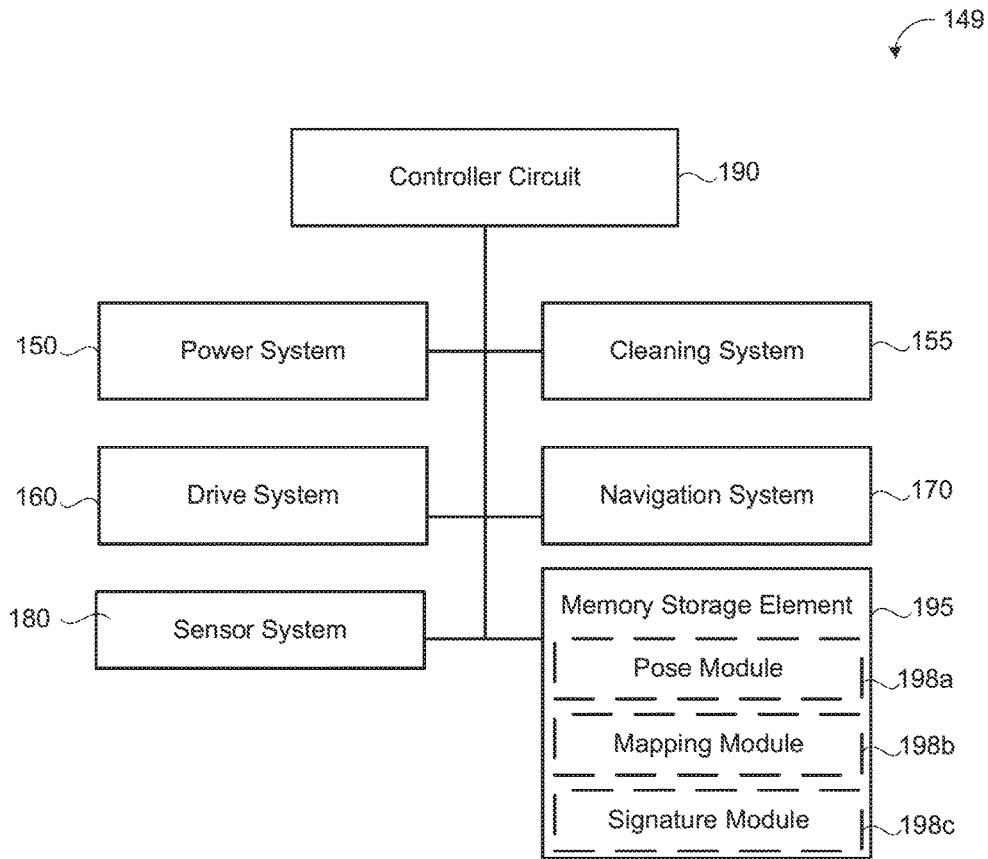 149
Controller Circuit
190
150
Power System
Cleaning System
155
160
Drive System
Navigation System
170
180
Sensor System
Memory Storage Element
195
Pose Module
198a
Mapping Module
198b
Signature Module
198c